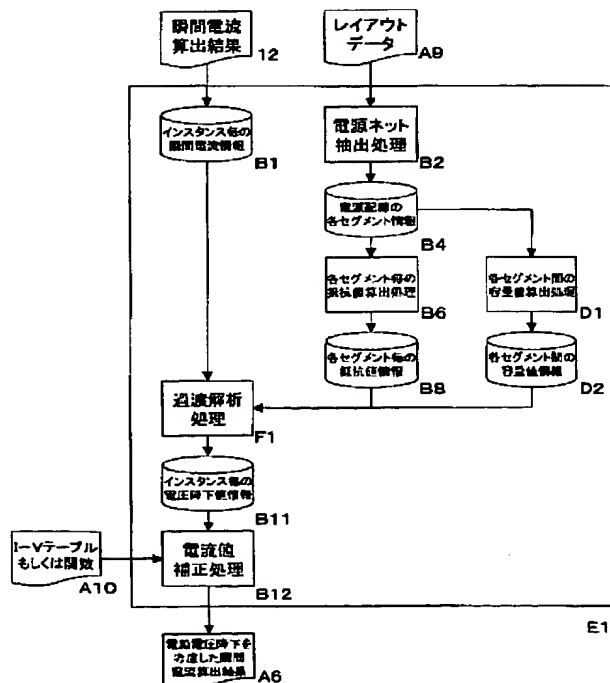 瞬間電流
算出結果
12
レイアウト
データ
A9
インスタンス毎の
瞬間電流情報
B1
電源ネット
抽出処理
B2
電源配線の
各セグメント情報
B4
各セグメント毎の
抵抗値算出処理
B6
各セグメント間の
容量値算出処理
D1
各セグメント毎の
抵抗値情報
B8
各セグメント間の
容量値情報
D2
過渡解析
処理
F1
インスタンス毎の
電圧降下値情報
B11
I-Vテーブル
もしくは関数
A10
電流値
補正処理
B12
E1
電源電圧降下を
考慮した瞬間
電流算出結果
A6